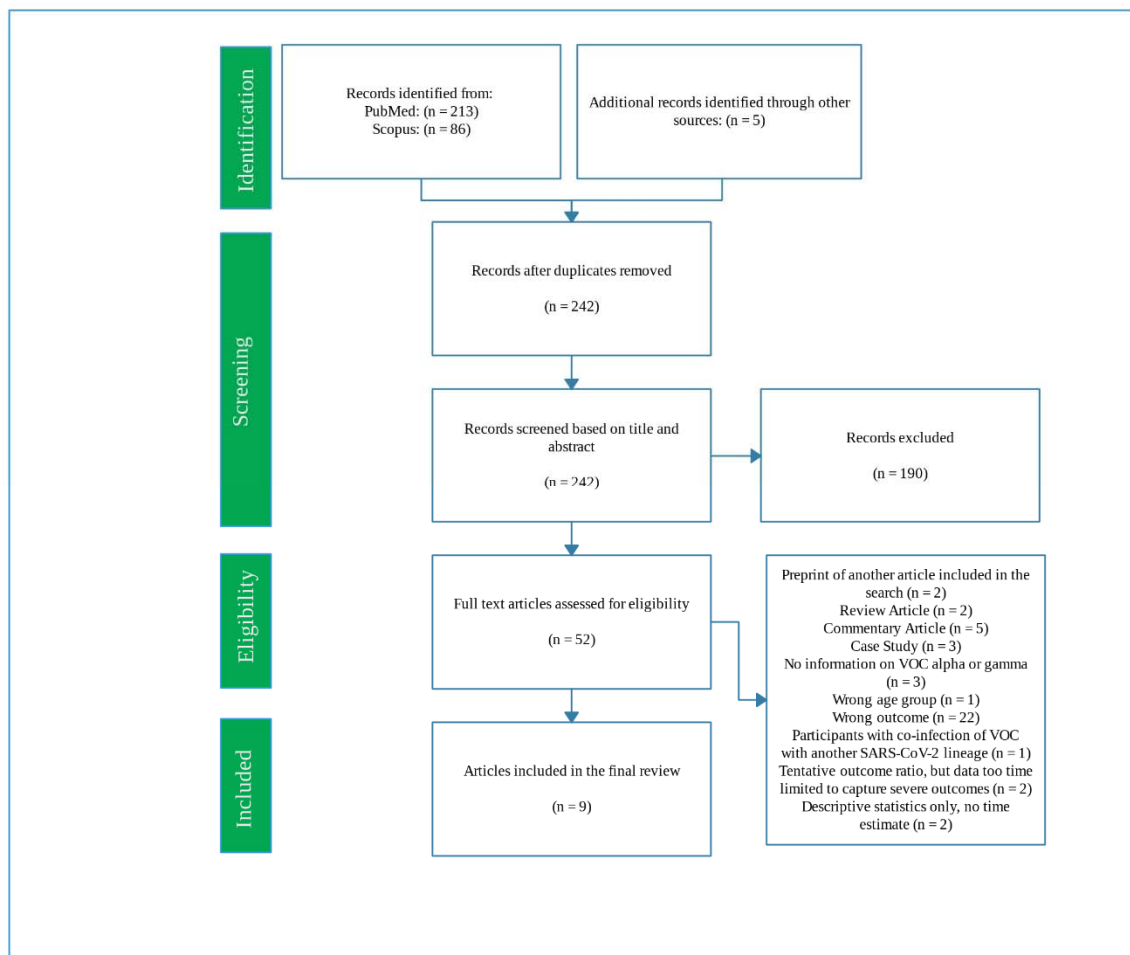 Identification
Records identified from:
PubMed: (n = 213)
Scopus: (n = 86)
Additional records identified through other
sources: (n = 5)
Screening
Records after duplicates removed
(n = 242)
Records screened based on title and
abstract
(n = 242)
Records excluded
(n = 190)
Eligibility
Full text articles assessed for eligibility
(n = 52)
Preprint of another article included in the
search (n = 2)
Review Article (n = 2)
Commentary Article (n = 5)
Case Study (n = 3)
No information on VOC alpha or gamma
(n = 3)
Wrong age group (n = 1)
Wrong outcome (n = 22)
Participants with co-infection of VOC
with another SARS-CoV-2 lineage (n = 1)
Tentative outcome ratio, but data too time
limited to capture severe outcomes (n = 2)
Descriptive statistics only, no time
estimate (n = 2)
Included
Articles included in the final review
(n = 9)